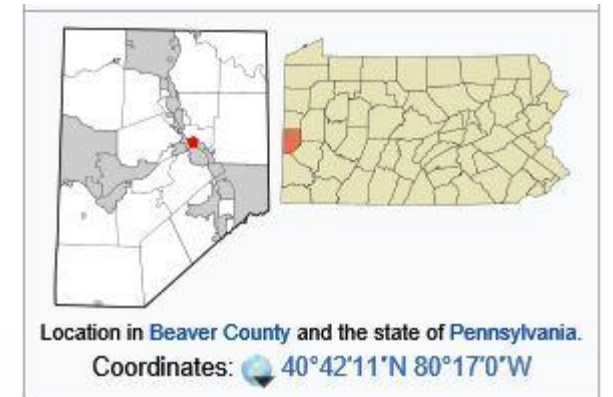 Location in Beaver County and the state of Pennsylvania.
Coordinates: 40°42′11″N 80°17′0″W